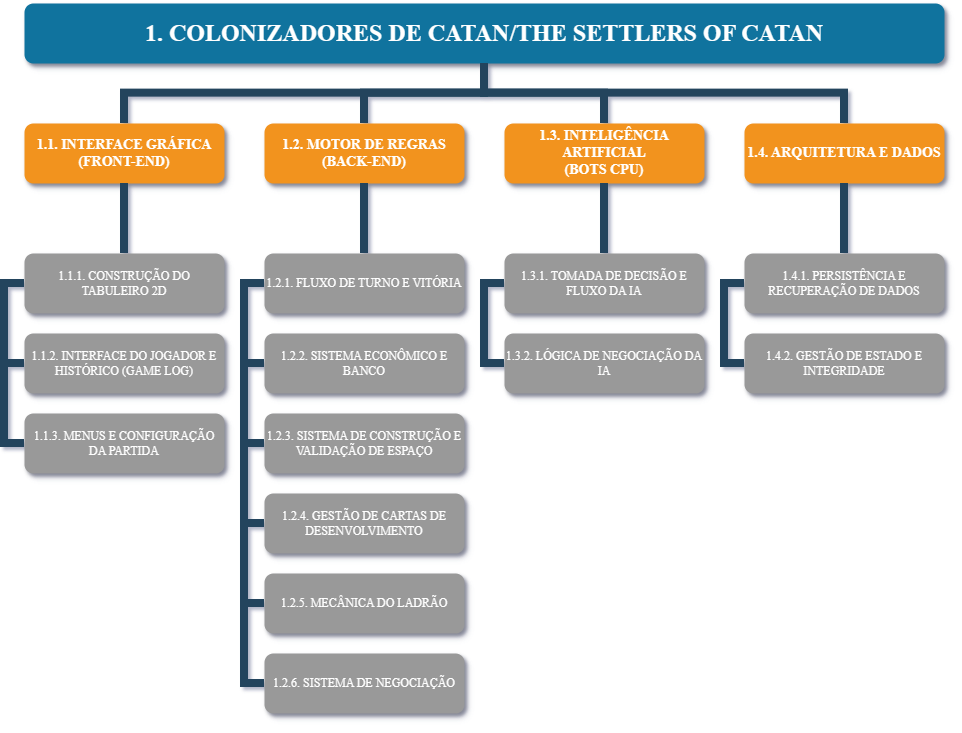 1. COLONIZADORES DE CATAN/THE SETTLERS OF CATAN
1.1. INTERFACE GRÁFICA
(FRONT-END)
1.2. MOTOR DE REGRAS
(BACK-END)
1.3. INTELIGÊNCIA
ARTIFICIAL
(BOTS CPU)
1.4. ARQUITETURA E DADOS
1.1.1. CONSTRUÇÃO DO
TABULEIRO 2D
1.1.2. INTERFACE DO JOGADOR E
HISTÓRICO (GAME LOG)
1.1.3. MENUS E CONFIGURAÇÃO
DA PARTIDA
1.2.1. FLUXO DE TURNO E VITÓRIA
1.2.2. SISTEMA ECONÔMICO E
BANCO
1.2.3. SISTEMA DE CONSTRUÇÃO E
VALIDAÇÃO DE ESPAÇO
1.2.4. GESTÃO DE CARTAS DE
DESENVOLVIMENTO
1.2.5. MECÂNICA DO LADRÃO
1.2.6. SISTEMA DE NEGOCIAÇÃO
1.3.1. TOMADA DE DECISÃO E
FLUXO DA IA
1.3.2. LÓGICA DE NEGOCIAÇÃO DA
IA
1.4.1. PERSISTÊNCIA E
RECUPERAÇÃO DE DADOS
1.4.2. GESTÃO DE ESTADO E
INTEGRIDADE